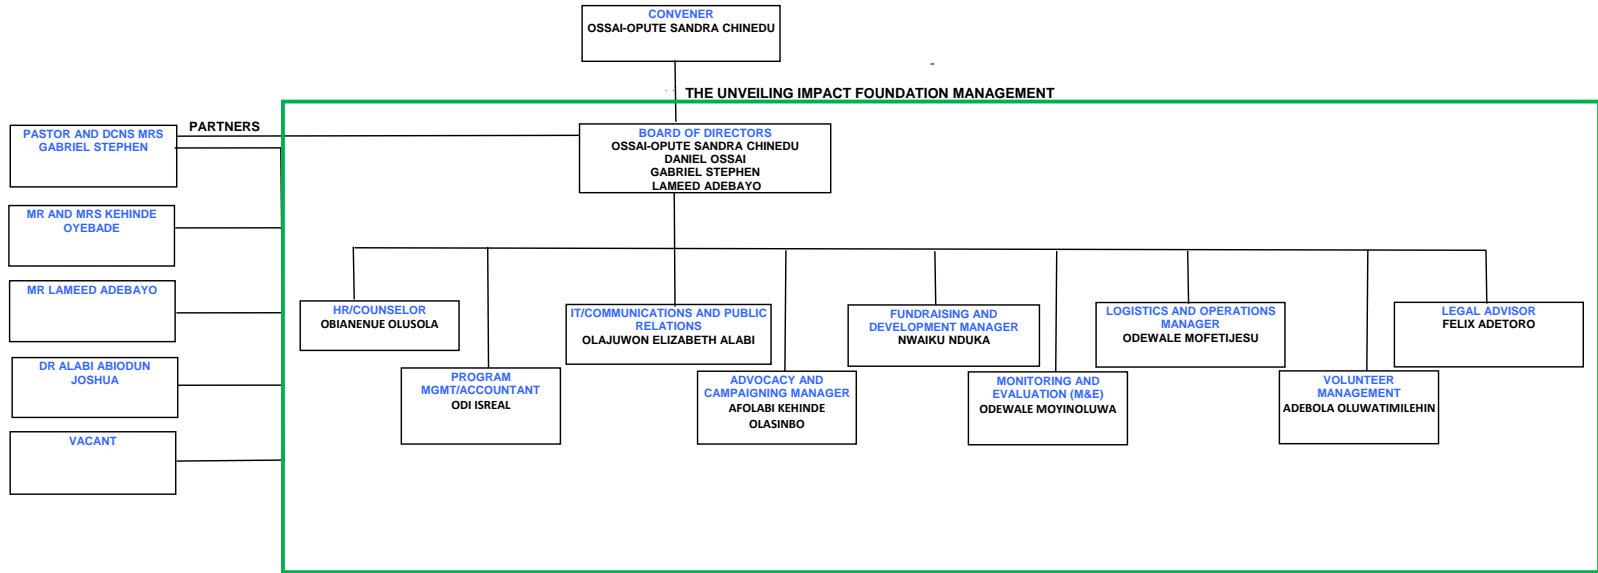 CONVENER
OSSAI-OPUTE SANDRA CHINEDU
THE UNVEILING IMPACT FOUNDATION MANAGEMENT
PARTNERS
PASTOR AND DCNS MRS
GABRIEL STEPHEN
BOARD OF DIRECTORS
OSSAI-OPUTE SANDRA CHINEDU
DANIEL OSSAI
GABRIEL STEPHEN
LAMEED ADEBAYO
MR AND MRS KEHINDE
OYEBADE
MR LAMEED ADEBAYO
DR ALABI ABIODUN
JOSHUA
VACANT
HR/COUNSELOR
OBIANENUE OLUSOLA
PROGRAM
MGMT/ACCOUNTANT
ODI ISREAL
IT/COMMUNICATIONS AND PUBLIC
RELATIONS
OLAJUWON ELIZABETH ALABI
ADVOCACY AND
CAMPAIGNING MANAGER
AFOLABI KEHINDE
OLASINBO
FUNDRAISING AND
DEVELOPMENT MANAGER
NWAIKU NDUKA
MONITORING AND
EVALUATION (M&E)
ODEWALE MOYINOLUWA
LOGISTICS AND OPERATIONS
MANAGER
ODEWALE MOFETIJESU
VOLUNTEER
MANAGEMENT
ADEBOLA OLUWATIMILEHIN
LEGAL ADVISOR
FELIX ADETORO